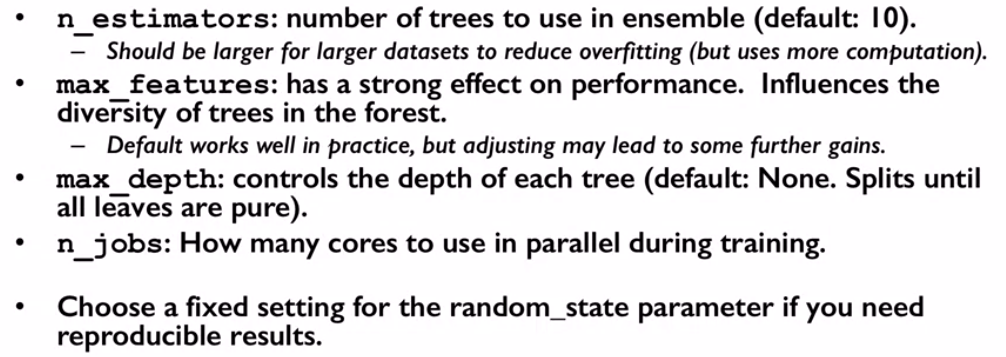 • n_estimators: number of trees to use in ensemble (default: 10).
– Should be larger for larger datasets to reduce overfitting (but uses more computation).
• max_features: has a strong effect on performance. Influences the
diversity of trees in the forest.
– Default works well in practice, but adjusting may lead to some further gains.
• max_depth: controls the depth of each tree (default: None. Splits until
all leaves are pure).
• n_jobs: How many cores to use in parallel during training.
• Choose a fixed setting for the random_state parameter if you need
reproducible results.